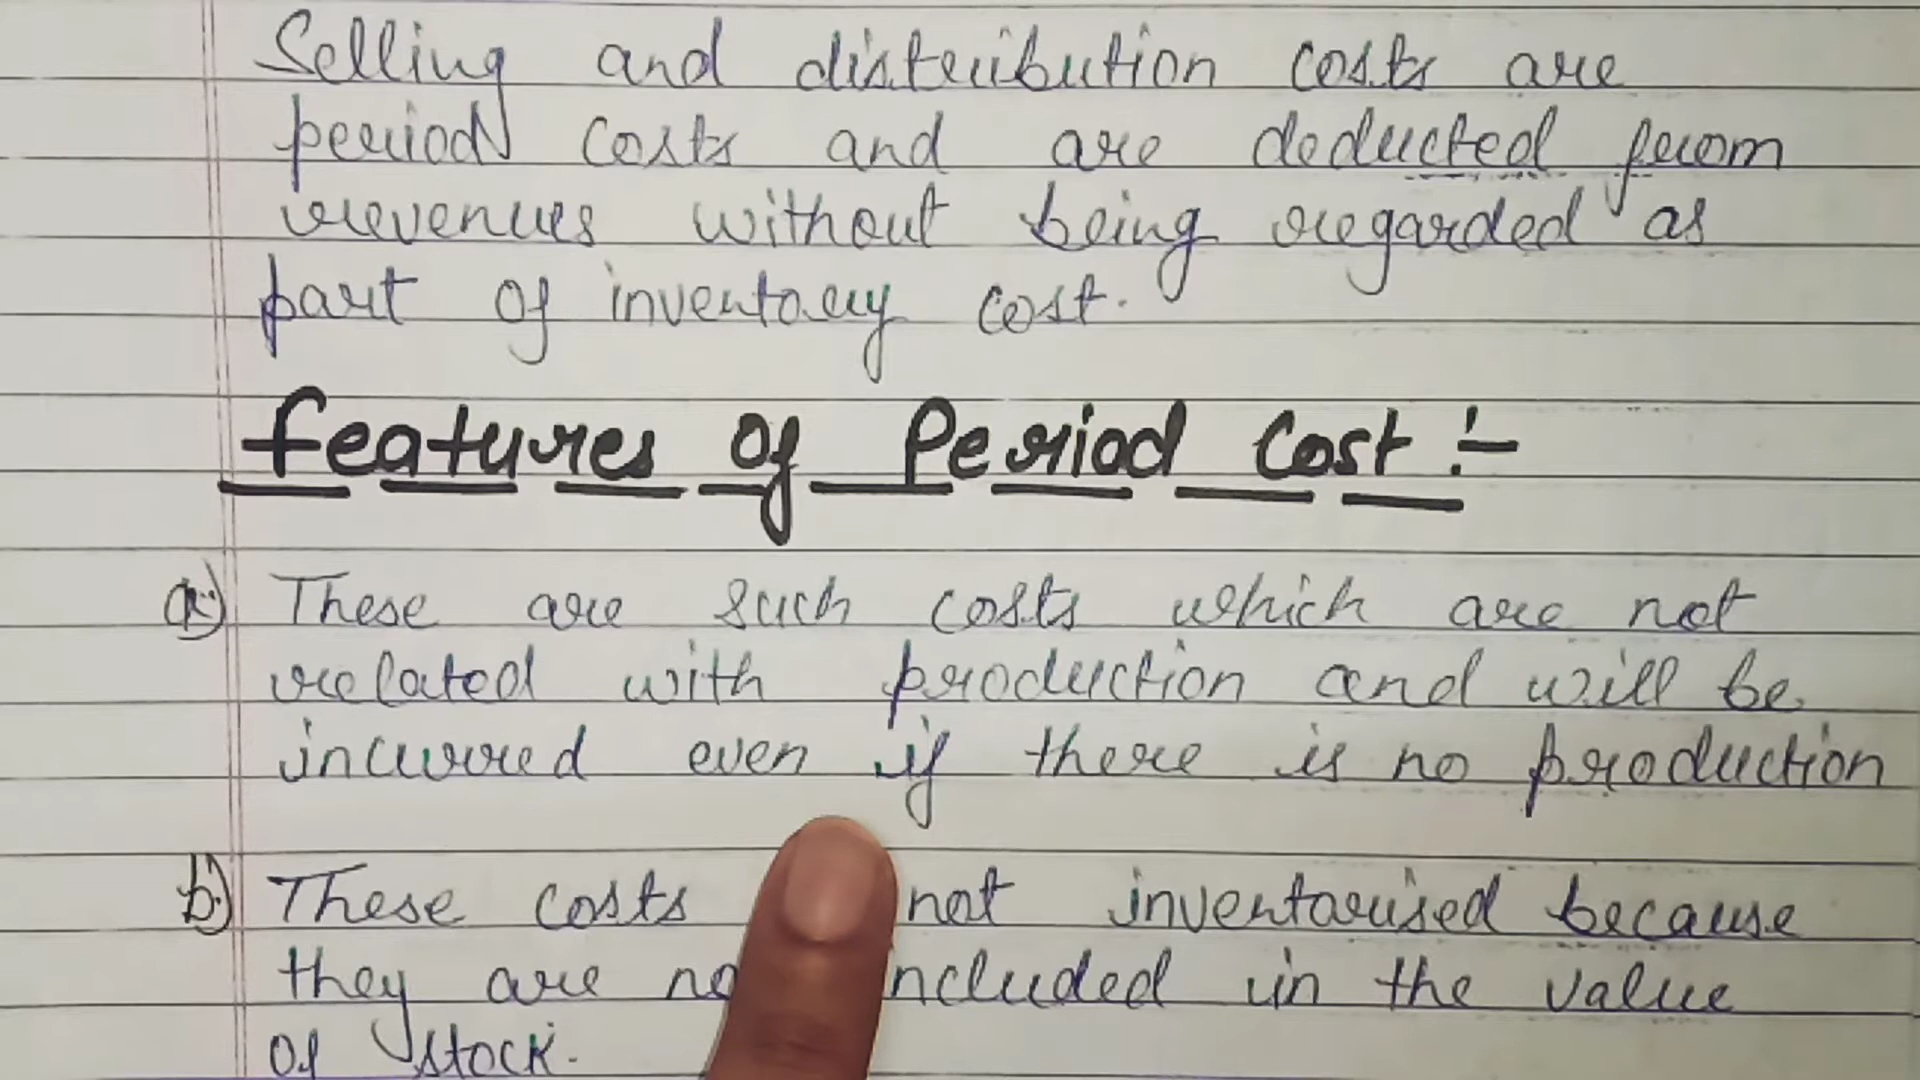 Selling and distribution costs are
period costs and are deducted from
revenues without being regarded as
part of inventory cost.
features of Period Cost :-
a) These are such costs which are not
related with production and will be
incurred even if there is no production
b) These costs not inventorised because
they are included in the value
of stock.